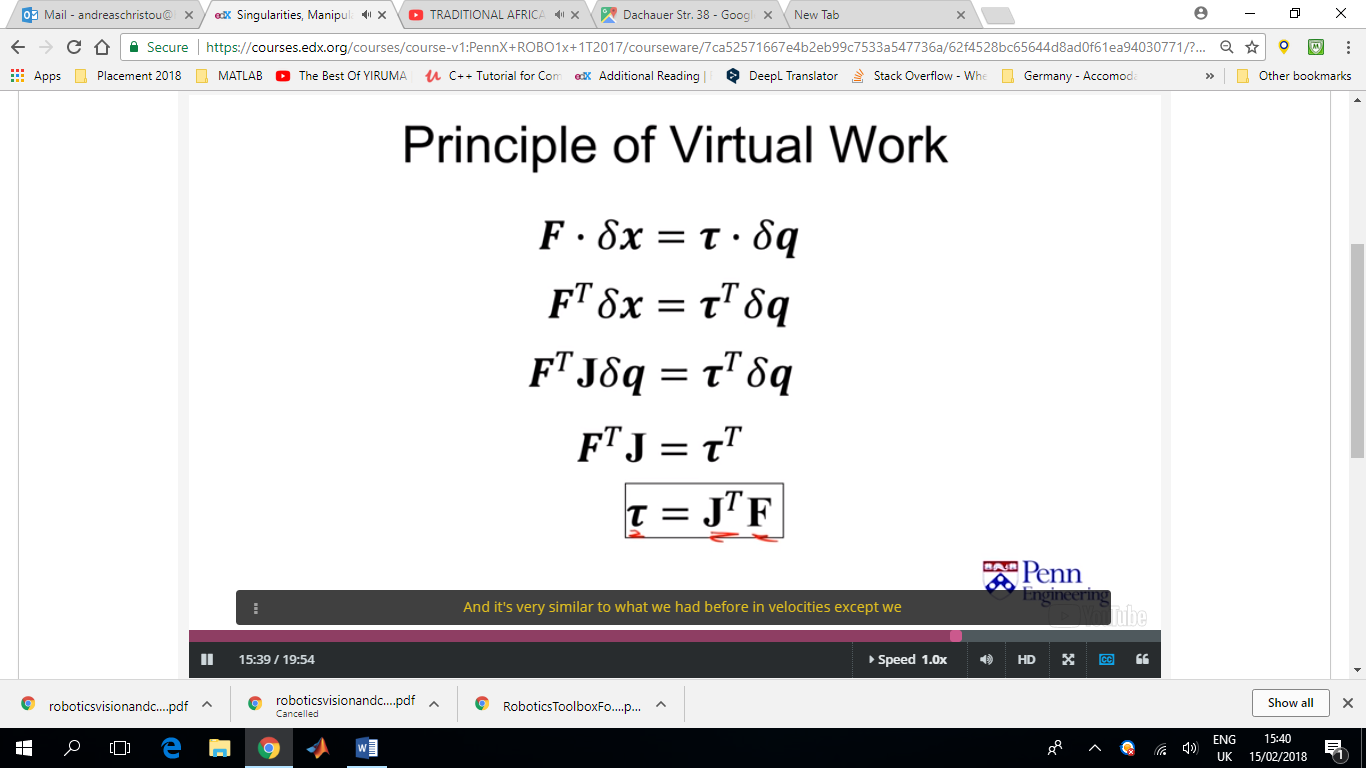 Mail - andreaschristou@
Singularities, Manipul
TRADITIONAL AFRICA
Dachauer Str. 38 - Goog
New Tab
Secure
https://courses.edx.org/courses/course-v1:PennX+ROBO1x+1T2017/courseware/7ca52571667e4b2eb99c7533a547736a/62f4528bc65644d8ad0f61ea94030771/?...
Apps
Placement 2018
MATLAB
The Best Of YIRUMA
C++ Tutorial for Com
edX
Additional Reading |
DeepL Translator
Stack Overflow - Whe
Germany - Accomoda
»
Other bookmarks
Principle of Virtual Work
F · δx = τ · δq
F^T δx = τ^T δq
F^T Jδq = τ^T δq
F^T J = τ^T
τ = J^T F
Penn
Engineering
YouTube
And it's very similar to what we had before in velocities except we
15:39 / 19:54
Speed 1.0x
HD
CC
roboticsvisionandc....pdf
roboticsvisionandc....pdf
Cancelled
RoboticsToolboxFo....p...
Show all
ENG
UK
15:40
15/02/2018
1